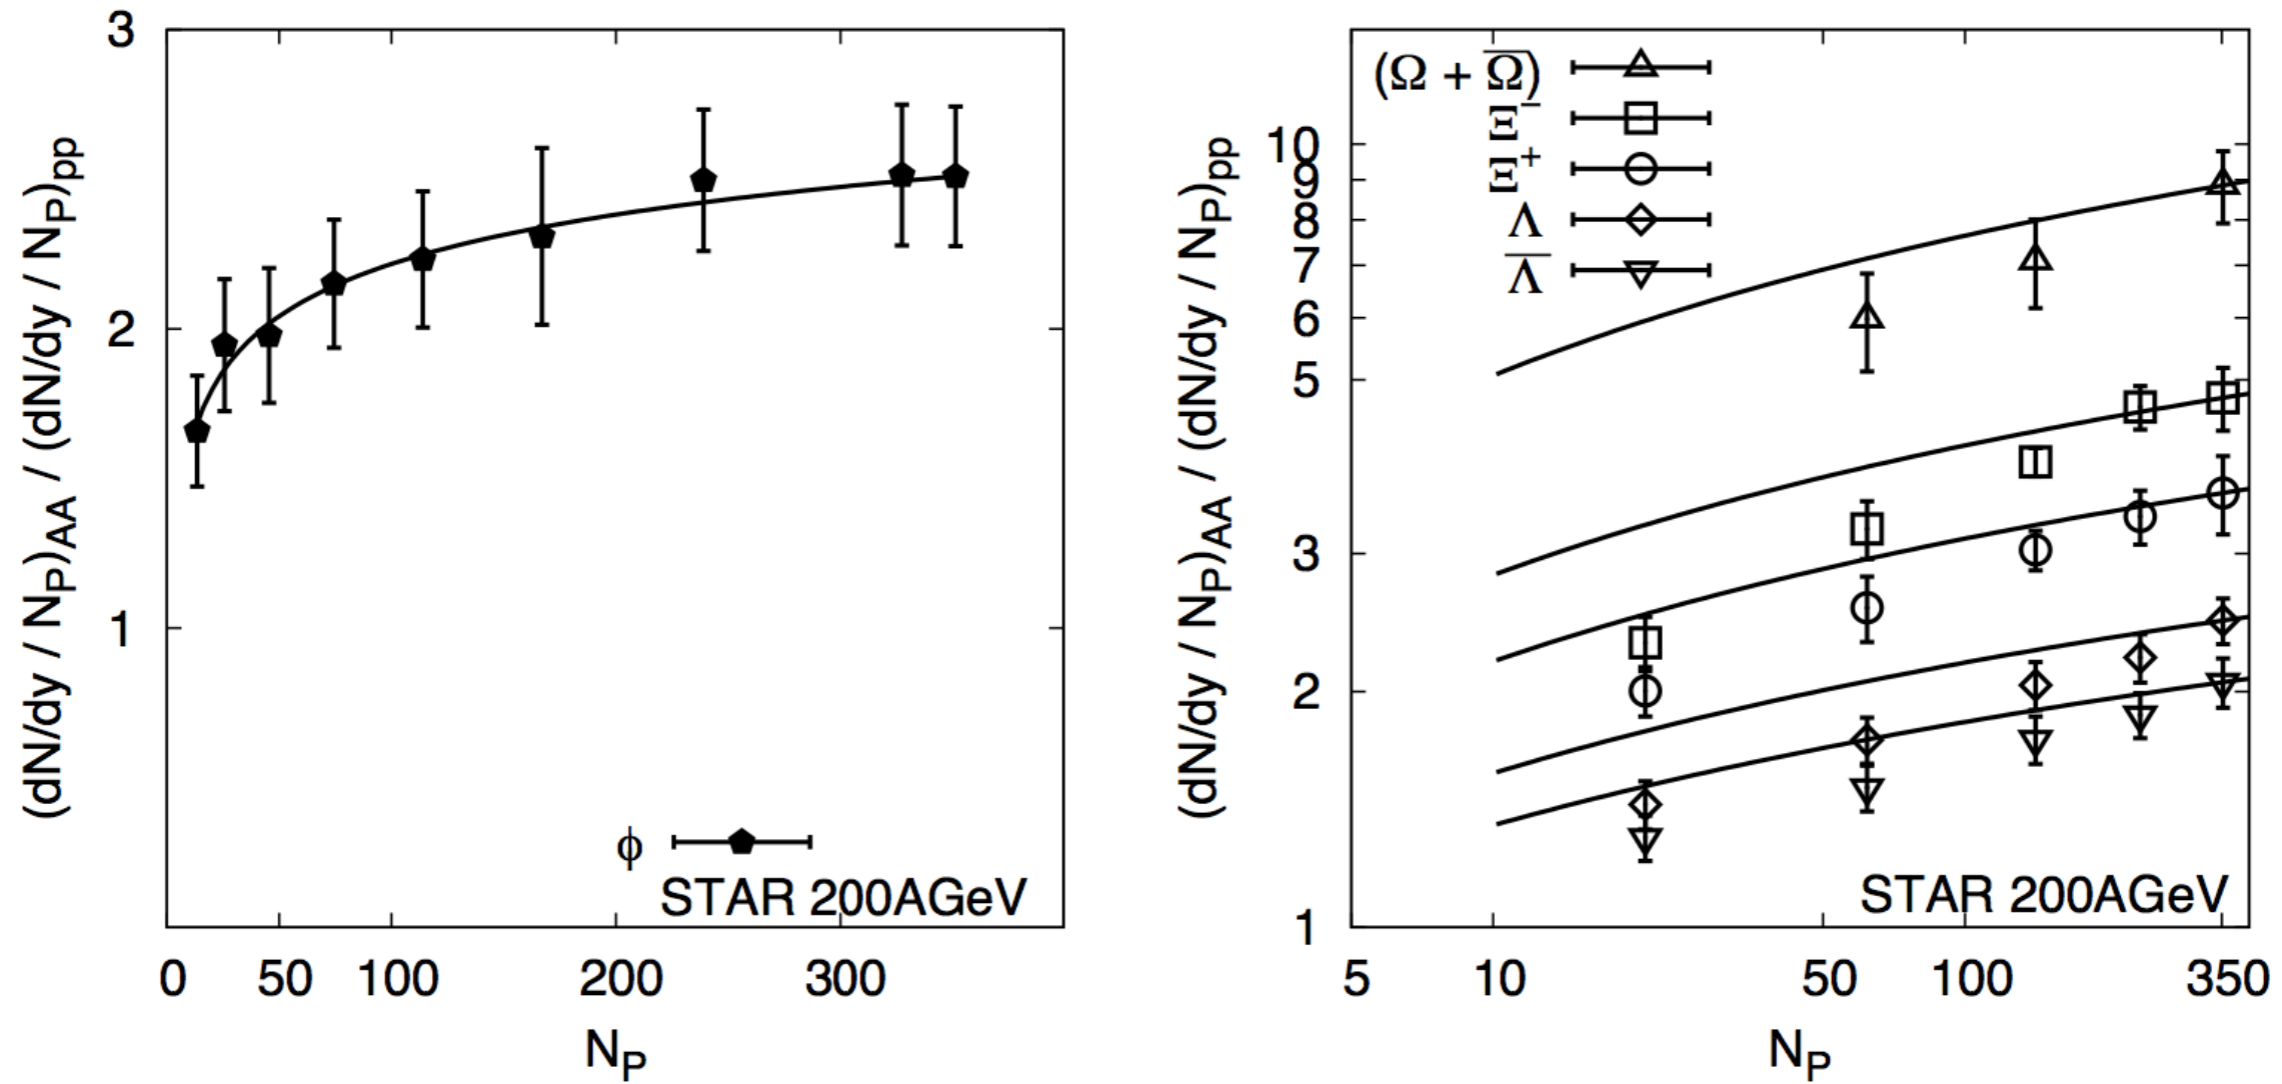 (dN/dy / N_P)_AA / (dN/dy / N_P)_pp
3
2
1
0 50 100 200 300
N_P
ϕ
STAR 200AGeV
(dN/dy / N_P)_AA / (dN/dy / N_P)_pp
10
9
8
7
6
5
3
2
1
5 10 50 100 350
N_P
(Ω + Ω̅)
Ξ⁻
Ξ⁺
Λ
Λ̅
STAR 200AGeV